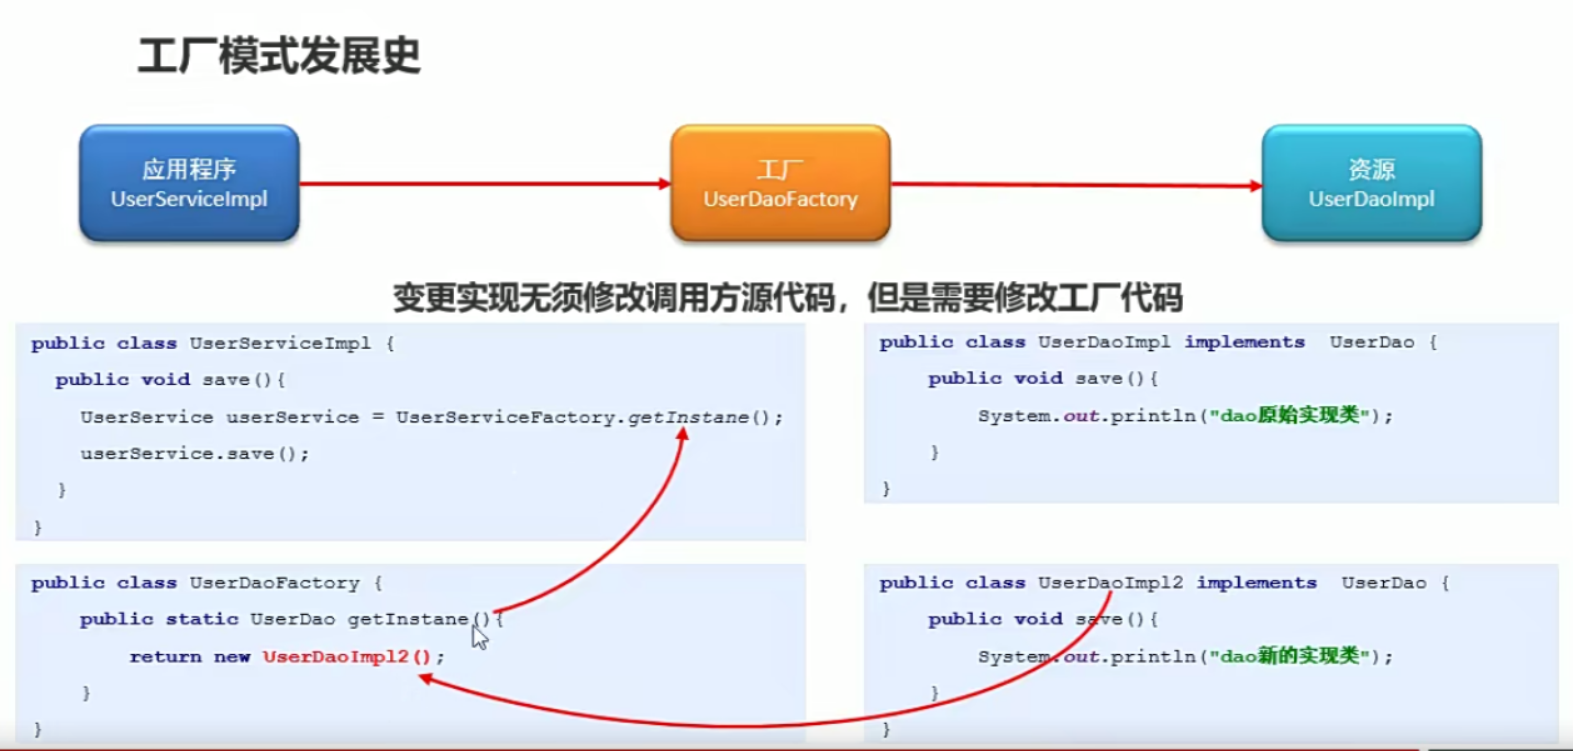 工厂模式发展史
应用程序
UserServiceImpl
工厂
UserDaoFactory
资源
UserDaoImpl
变更实现无须修改调用方源代码，但是需要修改工厂代码
public class UserServiceImpl {
public void save(){
UserService userService = UserServiceFactory.getInstane();
userService.save();
}
}
public class UserDaoImpl implements UserDao {
public void save(){
System.out.println("dao原始实现类");
}
}
public class UserDaoFactory {
public static UserDao getInstane(){
return new UserDaoImpl2();
}
}
public class UserDaoImpl2 implements UserDao {
public void save(){
System.out.println("dao新的实现类");
}
}